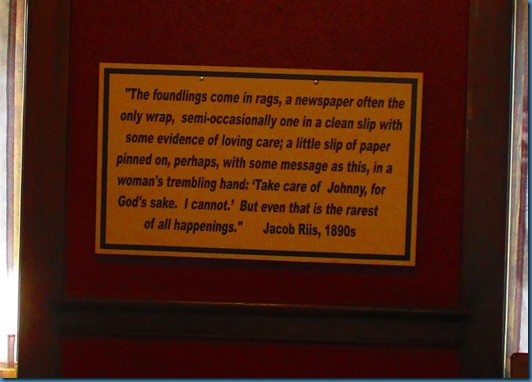 "The foundlings come in rags, a newspaper often the
only wrap, semi-occasionally one in a clean slip with
some evidence of loving care; a little slip of paper
pinned on, perhaps, with some message as this, in a
woman's trembling hand: 'Take care of Johnny, for
God's sake. I cannot.' But even that is the rarest
of all happenings." Jacob Riis, 1890s